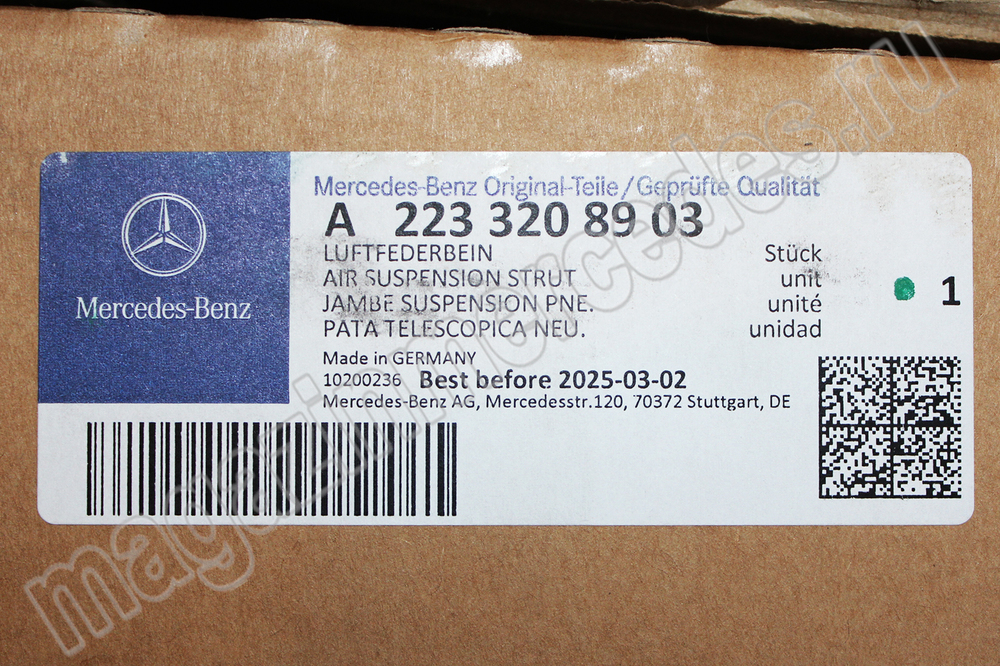 Mercedes-Benz Original-Teile/Geprüfte Qualität
A 223 320 89 03
LUFTFEDERBEIN Stück
AIR SUSPENSION STRUT unit
JAMBE SUSPENSION PNE. unité
PATA TELESCOPICA NEU. unidad
1
Mercedes-Benz
Made in GERMANY
10200236 Best before 2025-03-02
Mercedes-Benz AG, Mercedesstr.120, 70372 Stuttgart, DE
magazinmercedes.ru